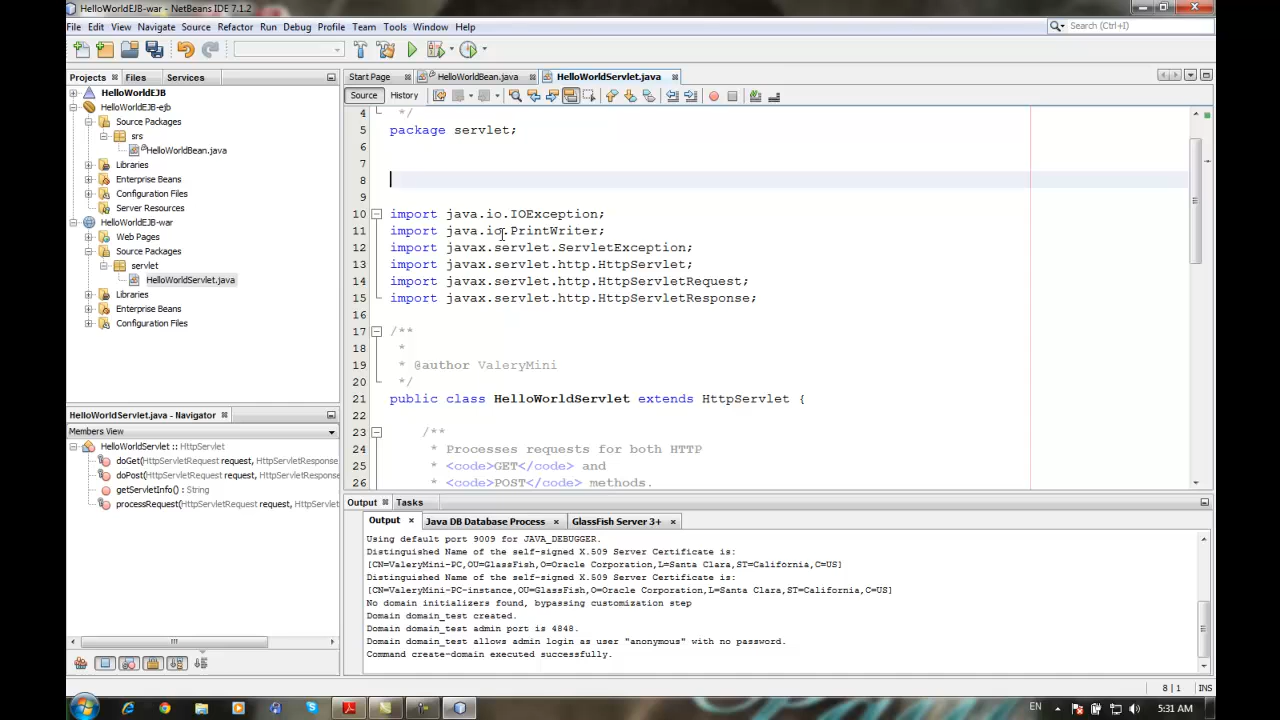 HelloWorldEJB-war - NetBeans IDE 7.1.2
File Edit View Navigate Source Refactor Run Debug Profile Team Tools Window Help
Search (Ctrl+I)
Projects Files Services
HelloWorldEJB
HelloWorldEJB-ejb
Source Packages
srs
HelloWorldBean.java
Libraries
Enterprise Beans
Configuration Files
Server Resources
HelloWorldEJB-war
Web Pages
Source Packages
servlet
HelloWorldServlet.java
Libraries
Enterprise Beans
Configuration Files
HelloWorldServlet.java - Navigator
Members View
HelloWorldServlet :: HttpServlet
doGet(HttpServletRequest request, HttpServletResponse
doPost(HttpServletRequest request, HttpServletResponse
getServletInfo() : String
processRequest(HttpServletRequest request, HttpServlet
Start Page HelloWorldBean.java HelloWorldServlet.java
Source History
4 */
5 package servlet;
6
7
8
9
10 import java.io.IOException;
11 import java.io.PrintWriter;
12 import javax.servlet.ServletException;
13 import javax.servlet.http.HttpServlet;
14 import javax.servlet.http.HttpServletRequest;
15 import javax.servlet.http.HttpServletResponse;
16
17 /**
18 *
19 * @author ValeryMini
20 */
21 public class HelloWorldServlet extends HttpServlet {
22
23 /**
24 * Processes requests for both HTTP
25 * <code>GET</code> and
26 * <code>POST</code> methods.
Output Tasks
Output Java DB Database Process GlassFish Server 3+
Using default port 9009 for JAVA_DEBUGGER.
Distinguished Name of the self-signed X.509 Server Certificate is:
[CN=ValeryMini-PC,OU=GlassFish,O=Oracle Corporation,L=Santa Clara,ST=California,C=US]
Distinguished Name of the self-signed X.509 Server Certificate is:
[CN=ValeryMini-PC-instance,OU=GlassFish,O=Oracle Corporation,L=Santa Clara,ST=California,C=US]
No domain initializers found, bypassing customization step
Domain domain_test created.
Domain domain_test admin port is 4848.
Domain domain_test allows admin login as user "anonymous" with no password.
Command create-domain executed successfully.
8 | 1 INS
EN 5:31 AM